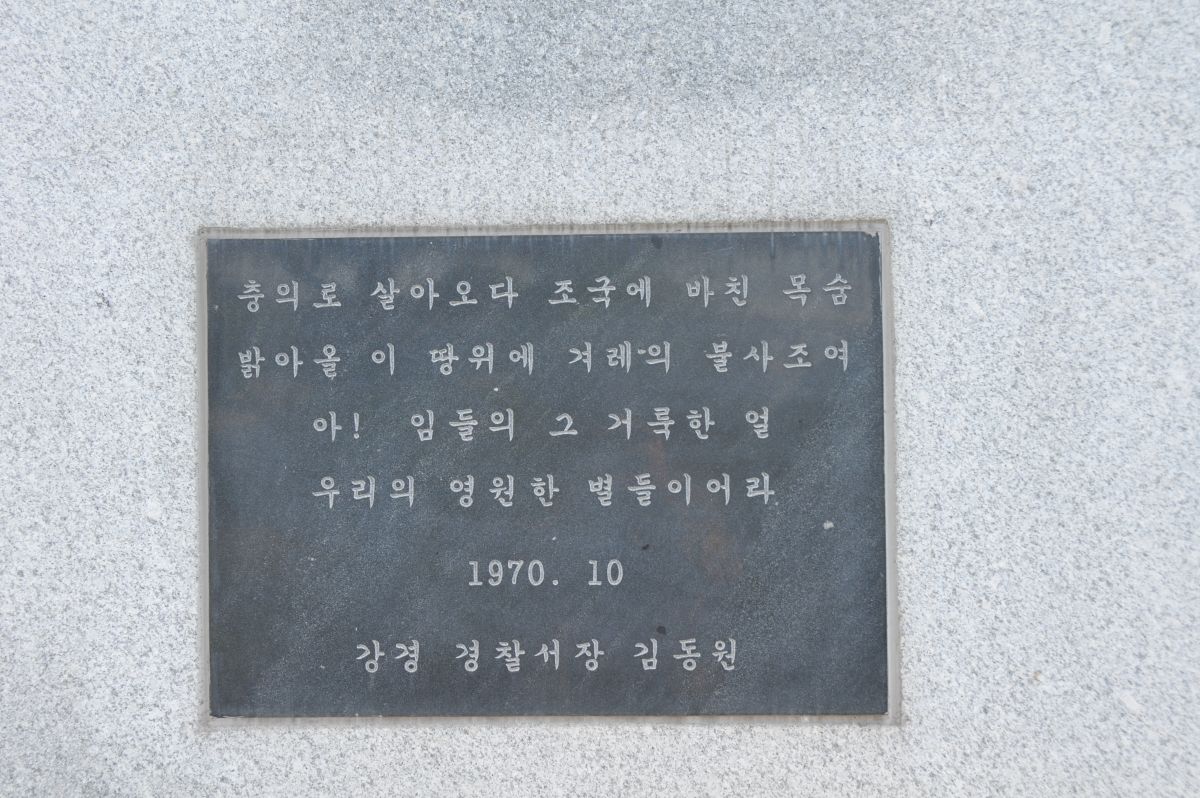 충의로 살아오다 조국에 바친 목숨
밝아올 이 땅위에 겨레의 불사조여
아! 임들의 그 거룩한 얼
우리의 영원한 별들이어라
1970. 10
강경 경찰서장 김동원